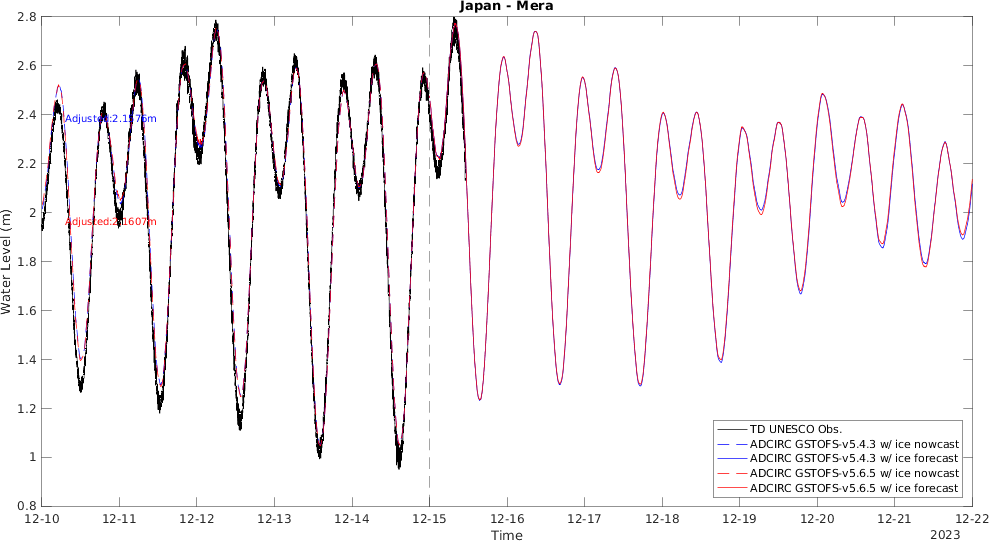 Japan - Mera
Water Level (m)
2.8
2.6
2.4
2.2
2
1.8
1.6
1.4
1.2
1
0.8
Adjusted:2.1607m
TD UNESCO Obs.
ADCIRC GSTOFS-v5.4.3 w/ ice nowcast
ADCIRC GSTOFS-v5.4.3 w/ ice forecast
ADCIRC GSTOFS-v5.6.5 w/ ice nowcast
ADCIRC GSTOFS-v5.6.5 w/ ice forecast
12-10 12-11 12-12 12-13 12-14 12-15 12-16 12-17 12-18 12-19 12-20 12-21 12-22
Time
2023